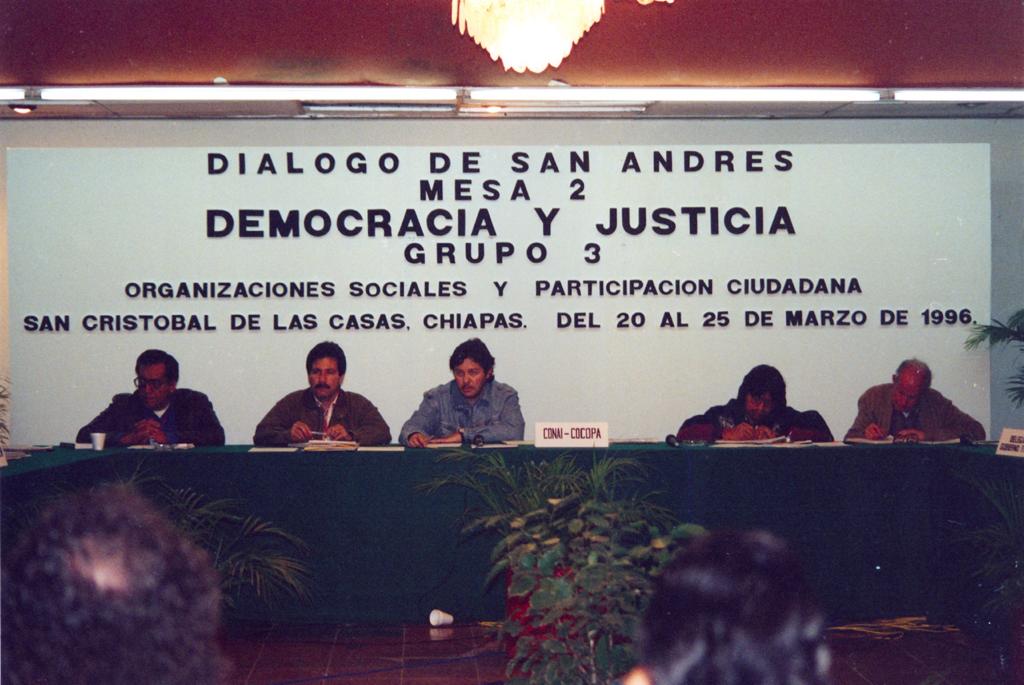 DIALOGO DE SAN ANDRES
MESA 2
DEMOCRACIA Y JUSTICIA
GRUPO 3
ORGANIZACIONES SOCIALES Y PARTICIPACION CIUDADANA
SAN CRISTOBAL DE LAS CASAS, CHIAPAS. DEL 20 AL 25 DE MARZO DE 1996.
CONAI-COCOPA